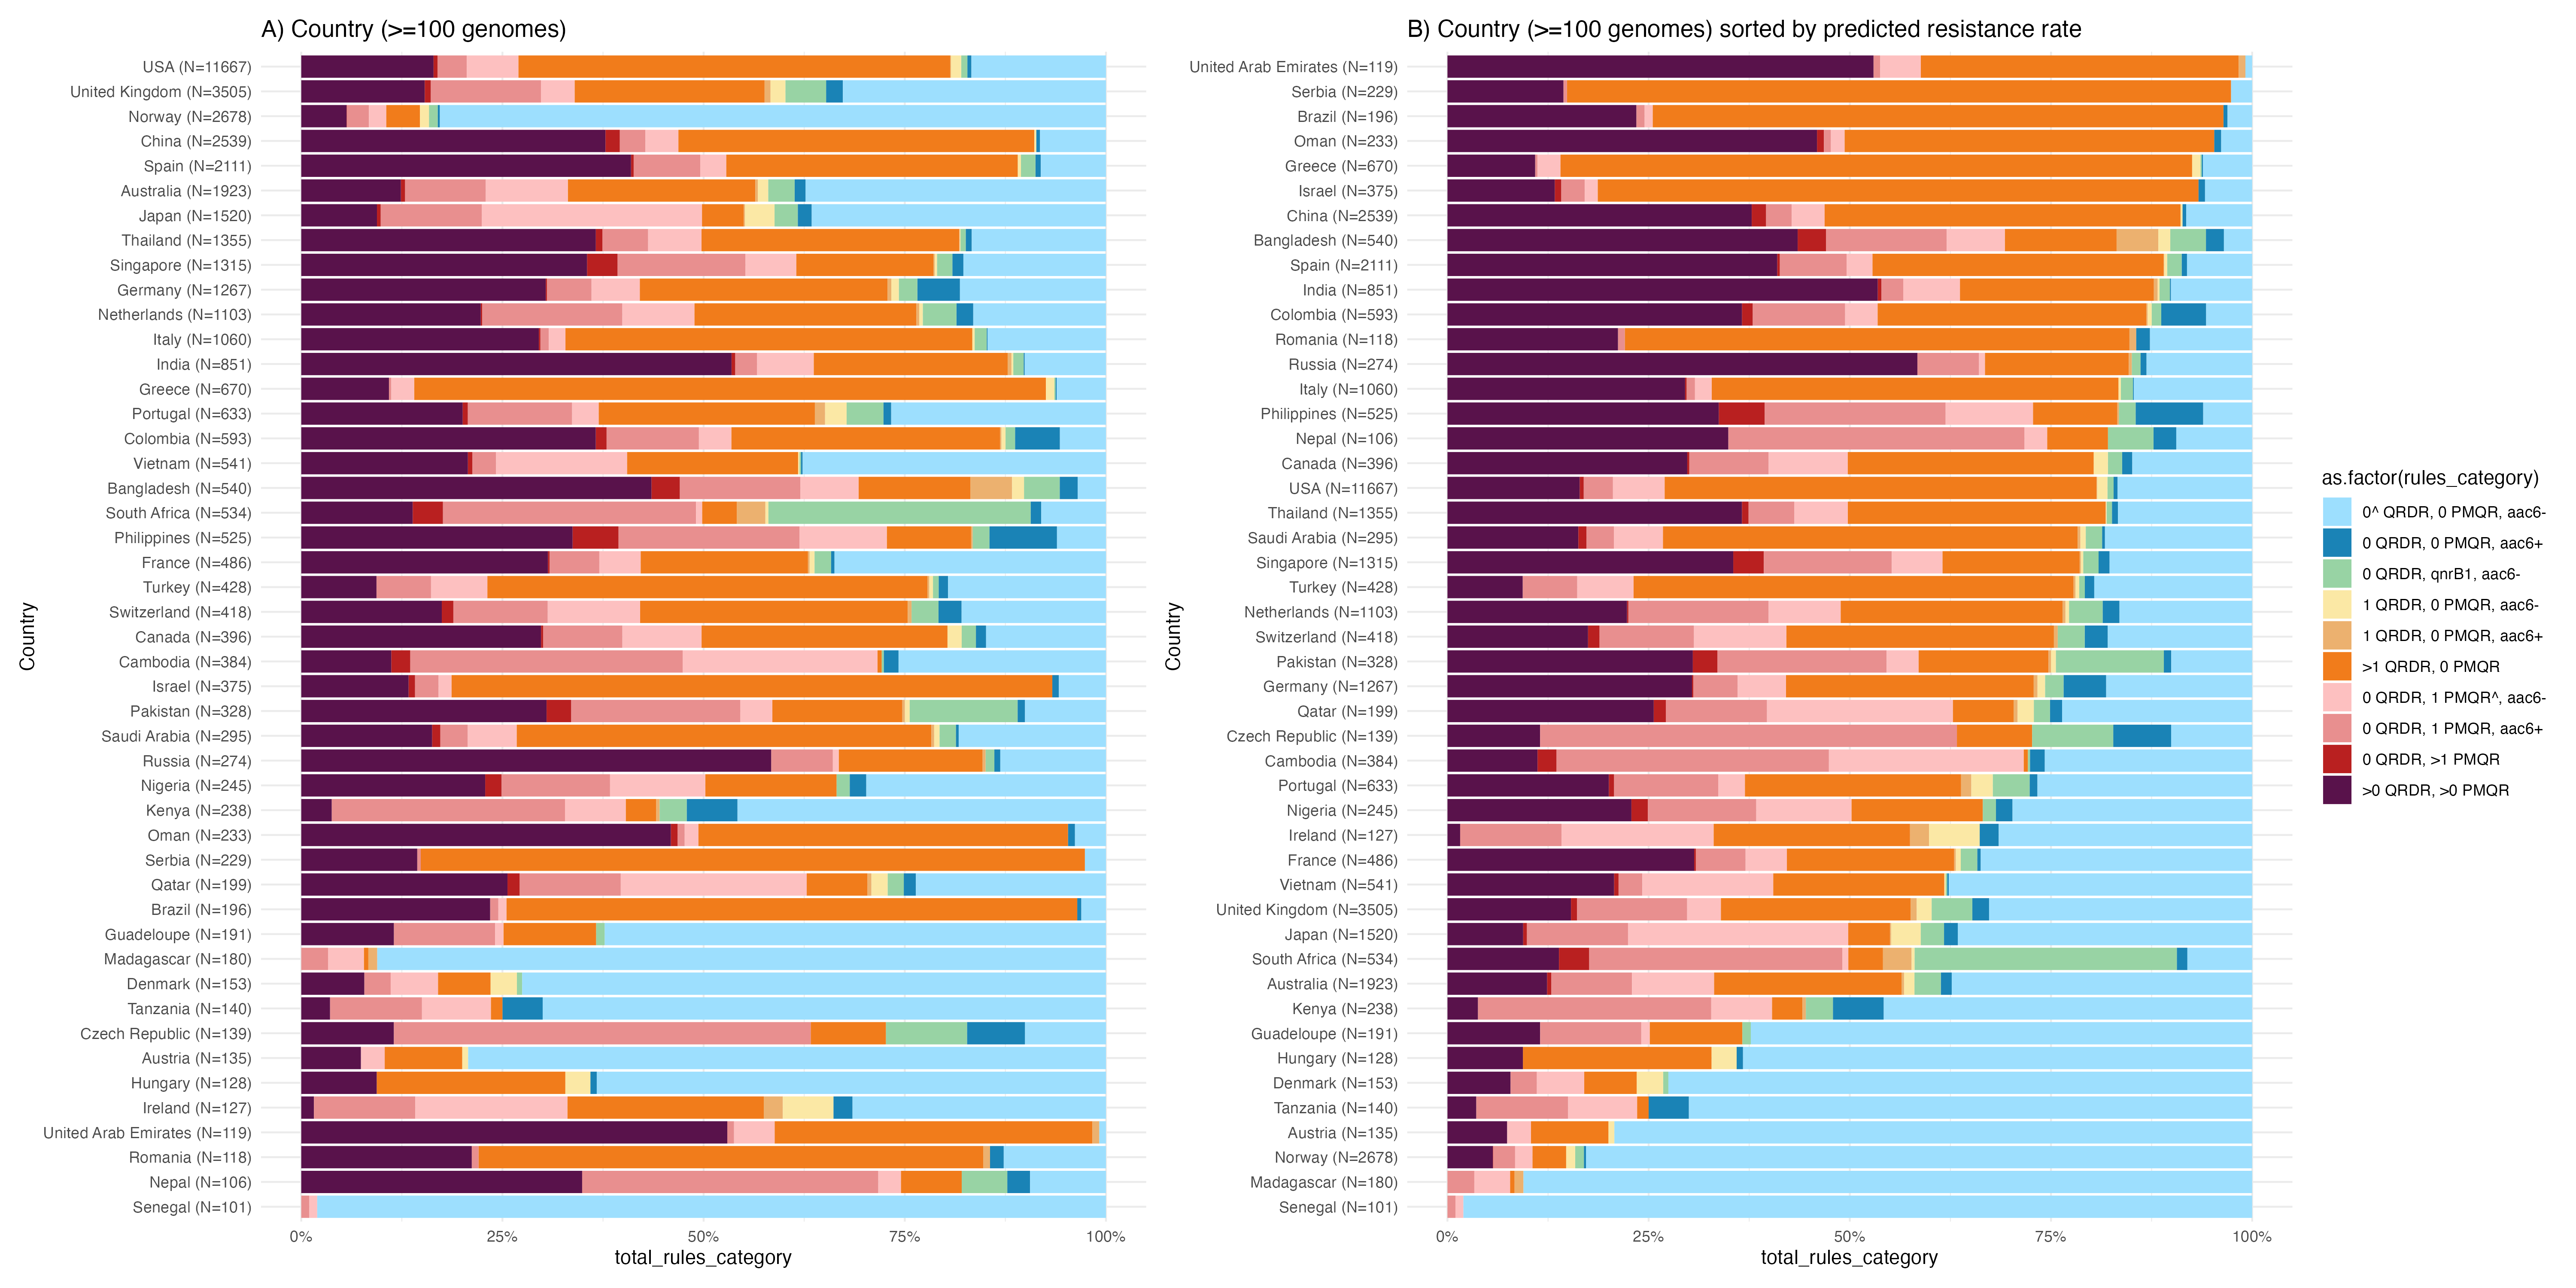 A) Country (>=100 genomes)
USA (N=11667)
United Kingdom (N=3505)
Norway (N=2678)
China (N=2539)
Spain (N=2111)
Australia (N=1923)
Japan (N=1520)
Thailand (N=1355)
Singapore (N=1315)
Germany (N=1267)
Netherlands (N=1103)
Italy (N=1060)
India (N=851)
Greece (N=670)
Portugal (N=633)
Colombia (N=593)
Vietnam (N=541)
Bangladesh (N=540)
South Africa (N=534)
Philippines (N=525)
France (N=486)
Turkey (N=428)
Switzerland (N=418)
Canada (N=396)
Cambodia (N=384)
Israel (N=375)
Pakistan (N=328)
Saudi Arabia (N=295)
Russia (N=274)
Nigeria (N=245)
Kenya (N=238)
Oman (N=233)
Serbia (N=229)
Qatar (N=199)
Brazil (N=196)
Guadeloupe (N=191)
Madagascar (N=180)
Denmark (N=153)
Tanzania (N=140)
Czech Republic (N=139)
Austria (N=135)
Hungary (N=128)
Ireland (N=127)
United Arab Emirates (N=119)
Romania (N=118)
Nepal (N=106)
Senegal (N=101)
Country
0% 25% 50% 75% 100%
total_rules_category
B) Country (>=100 genomes) sorted by predicted resistance rate
United Arab Emirates (N=119)
Serbia (N=229)
Brazil (N=196)
Oman (N=233)
Greece (N=670)
Israel (N=375)
China (N=2539)
Bangladesh (N=540)
Spain (N=2111)
India (N=851)
Colombia (N=593)
Romania (N=118)
Russia (N=274)
Italy (N=1060)
Philippines (N=525)
Nepal (N=106)
Canada (N=396)
USA (N=11667)
Thailand (N=1355)
Saudi Arabia (N=295)
Singapore (N=1315)
Turkey (N=428)
Netherlands (N=1103)
Switzerland (N=418)
Pakistan (N=328)
Germany (N=1267)
Qatar (N=199)
Czech Republic (N=139)
Cambodia (N=384)
Portugal (N=633)
Nigeria (N=245)
Ireland (N=127)
France (N=486)
Vietnam (N=541)
United Kingdom (N=3505)
Japan (N=1520)
South Africa (N=534)
Australia (N=1923)
Kenya (N=238)
Guadeloupe (N=191)
Hungary (N=128)
Denmark (N=153)
Tanzania (N=140)
Austria (N=135)
Norway (N=2678)
Madagascar (N=180)
Senegal (N=101)
Country
0% 25% 50% 75% 100%
total_rules_category
as.factor(rules_category)
0^ QRDR, 0 PMQR, aac6-
0 QRDR, 0 PMQR, aac6+
0 QRDR, qnrB1, aac6-
1 QRDR, 0 PMQR, aac6-
1 QRDR, 0 PMQR, aac6+
>1 QRDR, 0 PMQR
0 QRDR, 1 PMQR^, aac6-
0 QRDR, 1 PMQR, aac6+
0 QRDR, >1 PMQR
>0 QRDR, >0 PMQR